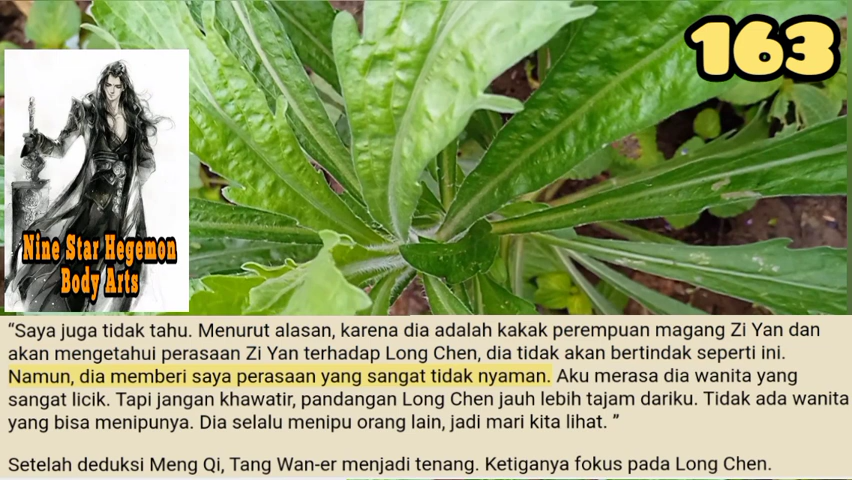 163
Nine Star Hegemon
Body Arts
“Saya juga tidak tahu. Menurut alasan, karena dia adalah kakak perempuan magang Zi Yan dan
akan mengetahui perasaan Zi Yan terhadap Long Chen, dia tidak akan bertindak seperti ini.
Namun, dia memberi saya perasaan yang sangat tidak nyaman. Aku merasa dia wanita yang
sangat licik. Tapi jangan khawatir, pandangan Long Chen jauh lebih tajam dariku. Tidak ada wanita
yang bisa menipunya. Dia selalu menipu orang lain, jadi mari kita lihat. ”
Setelah deduksi Meng Qi, Tang Wan-er menjadi tenang. Ketiganya fokus pada Long Chen.